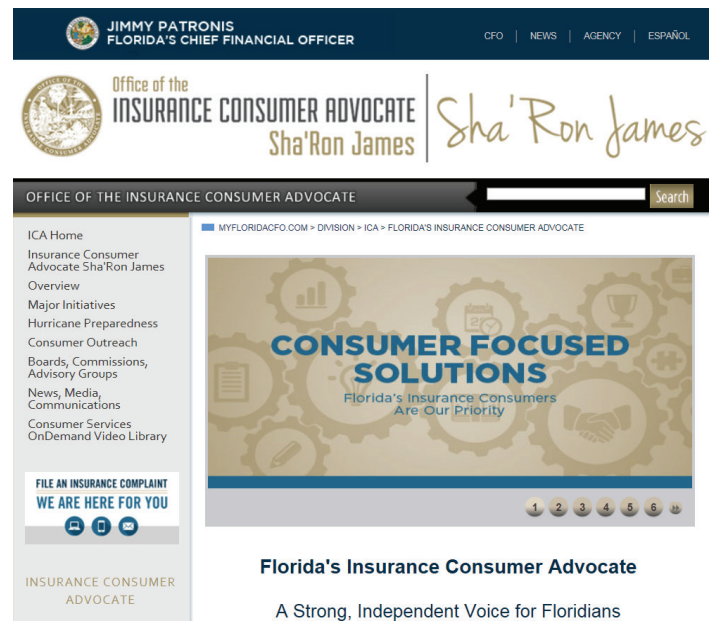 JIMMY PATRONIS
FLORIDA'S CHIEF FINANCIAL OFFICER
CFO | NEWS | AGENCY | ESPAÑOL
Office of the
INSURANCE CONSUMER ADVOCATE
Sha'Ron James
Sha'Ron James
OFFICE OF THE INSURANCE CONSUMER ADVOCATE
Search
ICA Home
Insurance Consumer
Advocate Sha'Ron James
Overview
Major Initiatives
Hurricane Preparedness
Consumer Outreach
Boards, Commissions,
Advisory Groups
News, Media,
Communications
Consumer Services
OnDemand Video Library
FILE AN INSURANCE COMPLAINT
WE ARE HERE FOR YOU
INSURANCE CONSUMER
ADVOCATE
MYFLORIDACFO.COM > DIVISION > ICA > FLORIDA'S INSURANCE CONSUMER ADVOCATE
CONSUMER FOCUSED
SOLUTIONS
Florida's Insurance Consumers
Are Our Priority
1 2 3 4 5 6
Florida's Insurance Consumer Advocate
A Strong, Independent Voice for Floridians